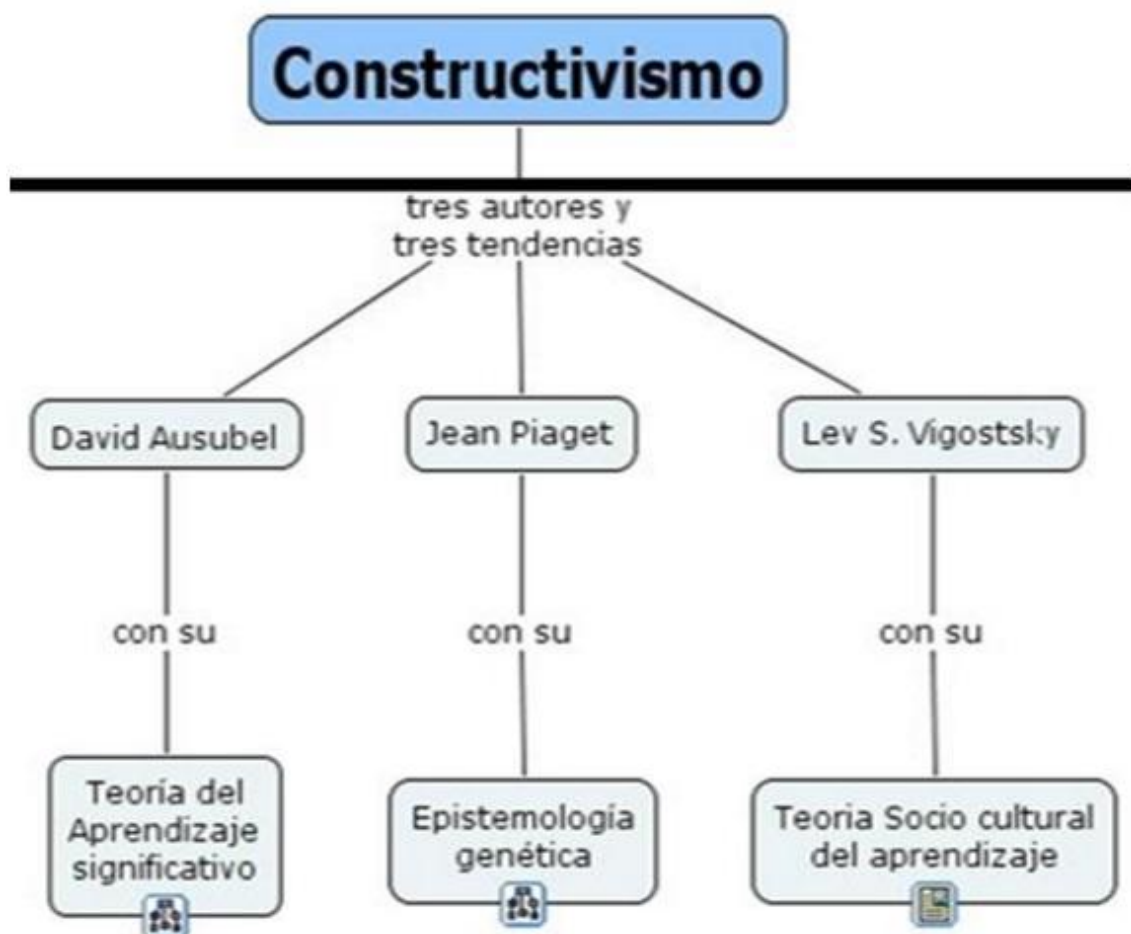 Constructivismo
tres autores y
tres tendencias
David Ausubel
Jean Piaget
Lev S. Vigostsky
con su
con su
con su
Teoría del
Aprendizaje
significativo
Epistemología
genética
Teoria Socio cultural
del aprendizaje